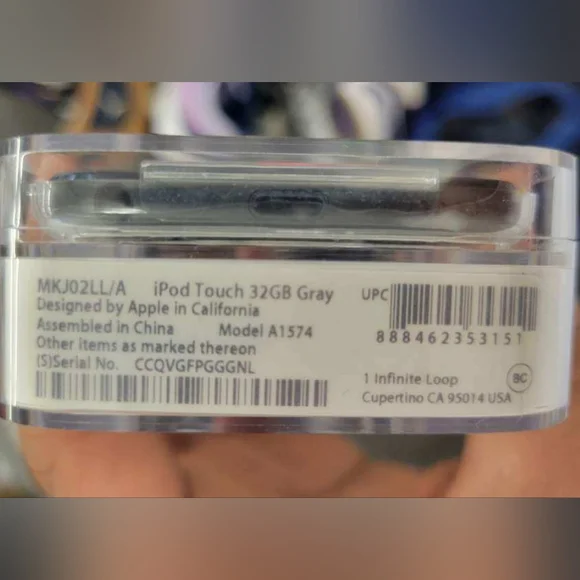 MKJ02LL/A iPod Touch 32GB Gray
Designed by Apple in California
Assembled in China Model A1574
Other items as marked thereon
(S)Serial No. CCQVGFPGGGNL
UPC
888462353151
1 Infinite Loop
Cupertino CA 95014 USA
BC